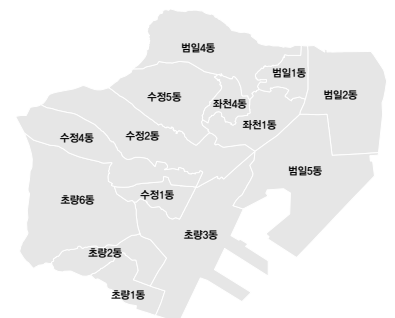 범일4동
범일1동
수정5동
범일2동
좌천4동
좌천1동
수정4동
수정2동
범일5동
수정1동
초량6동
초량3동
초량2동
초량1동